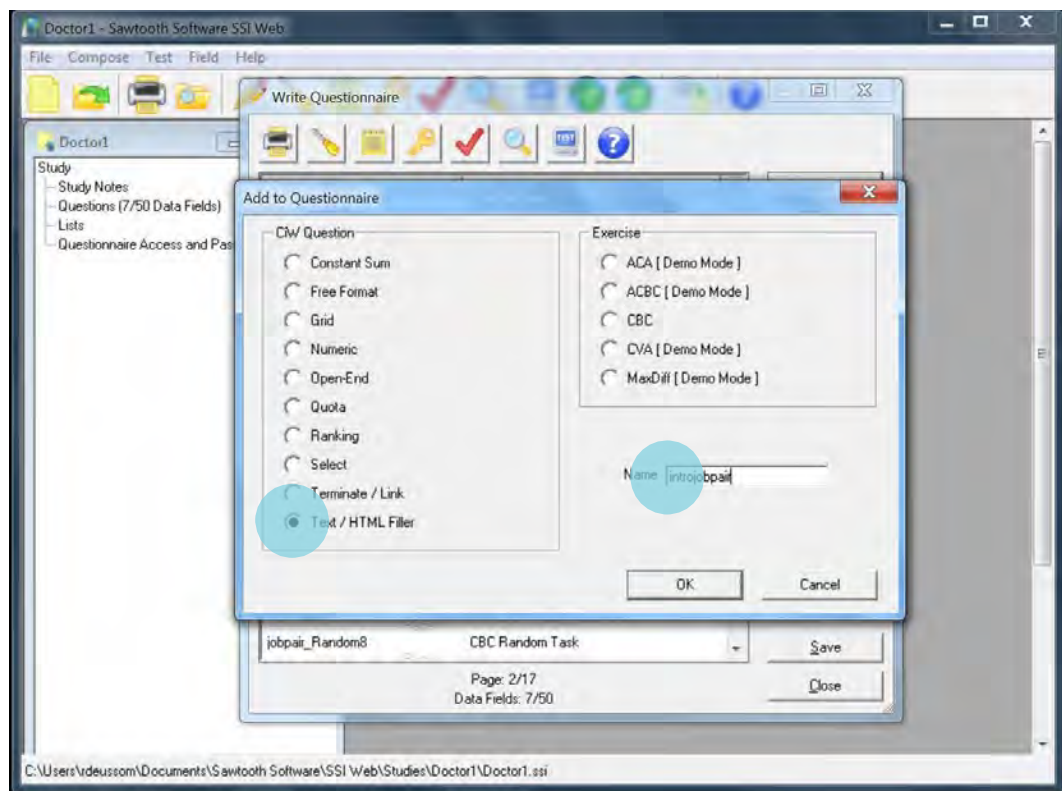 Doctor1 - Sawtooth Software SSI Web
File Compose Test Field Help
Write Questionnaire
Doctor1
Study
Study Notes
Questions (7/50 Data Fields)
Lists
Questionnaire Access and Pas
TEST
Add to Questionnaire
CiW Question
Constant Sum
Free Format
Grid
Numeric
Open-End
Quota
Ranking
Select
Terminate / Link
Text / HTML Filler
Exercise
ACA [ Demo Mode ]
ACBC [ Demo Mode ]
CBC
CVA [ Demo Mode ]
MaxDiff [ Demo Mode ]
Name introjobpair
OK Cancel
jobpair_Random8 CBC Random Task
Save
Page: 2/17
Data Fields: 7/50
Close
C:\Users\rdeussom\Documents\Sawtooth Software\SSI Web\Studies\Doctor1\Doctor1.ssi